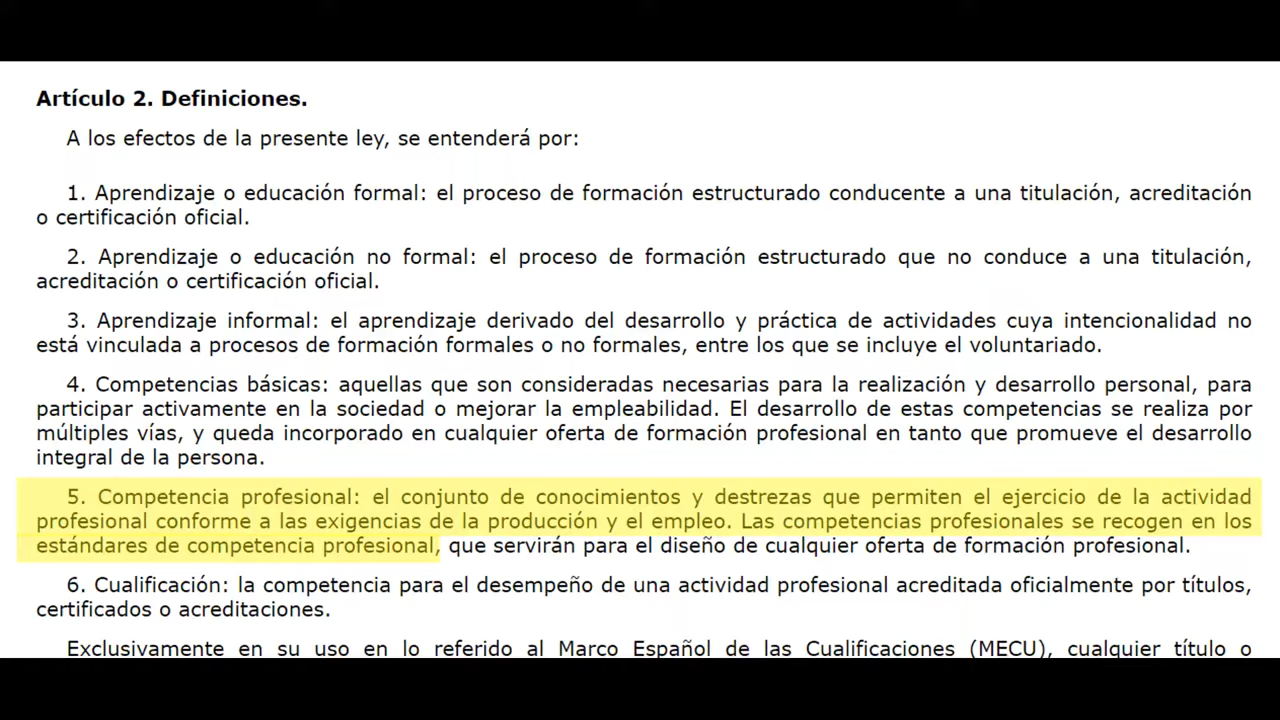 Artículo 2. Definiciones.
A los efectos de la presente ley, se entenderá por:
1. Aprendizaje o educación formal: el proceso de formación estructurado conducente a una titulación, acreditación
o certificación oficial.
2. Aprendizaje o educación no formal: el proceso de formación estructurado que no conduce a una titulación,
acreditación o certificación oficial.
3. Aprendizaje informal: el aprendizaje derivado del desarrollo y práctica de actividades cuya intencionalidad no
está vinculada a procesos de formación formales o no formales, entre los que se incluye el voluntariado.
4. Competencias básicas: aquellas que son consideradas necesarias para la realización y desarrollo personal, para
participar activamente en la sociedad o mejorar la empleabilidad. El desarrollo de estas competencias se realiza por
múltiples vías, y queda incorporado en cualquier oferta de formación profesional en tanto que promueve el desarrollo
integral de la persona.
5. Competencia profesional: el conjunto de conocimientos y destrezas que permiten el ejercicio de la actividad
profesional conforme a las exigencias de la producción y el empleo. Las competencias profesionales se recogen en los
estándares de competencia profesional, que servirán para el diseño de cualquier oferta de formación profesional.
6. Cualificación: la competencia para el desempeño de una actividad profesional acreditada oficialmente por títulos,
certificados o acreditaciones.
Exclusivamente en su uso en lo referido al Marco Español de las Cualificaciones (MECU), cualquier título o